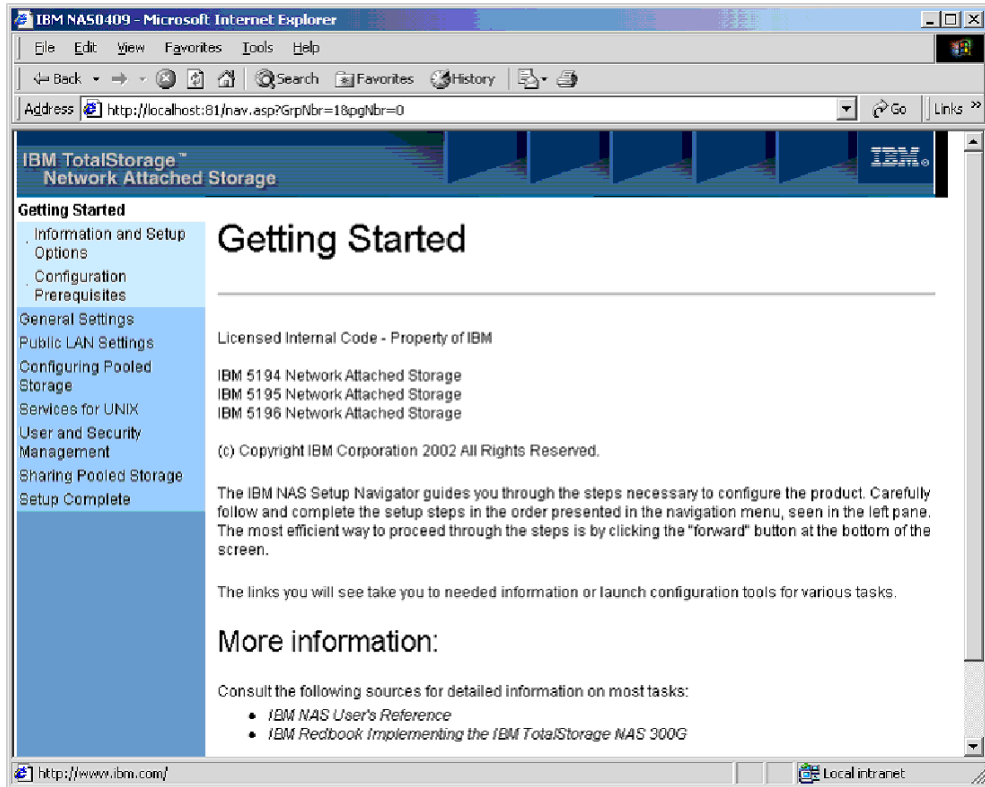 IBM NAS0409 - Microsoft Internet Explorer
File Edit View Favorites Tools Help
Back Search Favorites History
Address http://localhost:81/nav.asp?GrpNbr=1&pgNbr=0 Go Links »
IBM TotalStorage™
Network Attached Storage
IBM®
Getting Started
Information and Setup
Options
Configuration
Prerequisites
General Settings
Public LAN Settings
Configuring Pooled
Storage
Services for UNIX
User and Security
Management
Sharing Pooled Storage
Setup Complete
Getting Started
Licensed Internal Code - Property of IBM
IBM 5194 Network Attached Storage
IBM 5195 Network Attached Storage
IBM 5196 Network Attached Storage
(c) Copyright IBM Corporation 2002 All Rights Reserved.
The IBM NAS Setup Navigator guides you through the steps necessary to configure the product. Carefully
follow and complete the setup steps in the order presented in the navigation menu, seen in the left pane.
The most efficient way to proceed through the steps is by clicking the "forward" button at the bottom of the
screen.
The links you will see take you to needed information or launch configuration tools for various tasks.
More information:
Consult the following sources for detailed information on most tasks:
• IBM NAS User's Reference
• IBM Redbook Implementing the IBM TotalStorage NAS 300G
http://www.ibm.com/ Local intranet